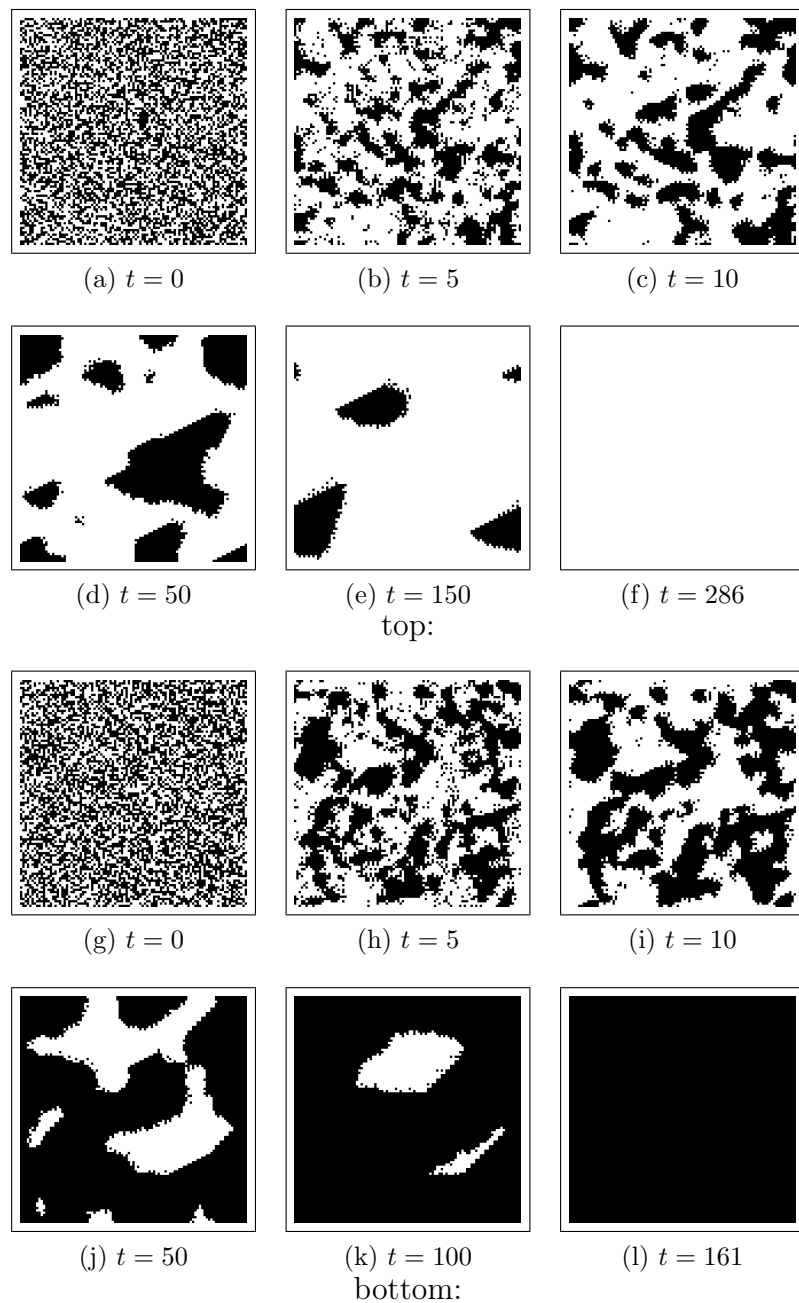 (a) t = 0 (b) t = 5 (c) t = 10
(d) t = 50 (e) t = 150 (f) t = 286
top:
(g) t = 0 (h) t = 5 (i) t = 10
(j) t = 50 (k) t = 100 (l) t = 161
bottom: